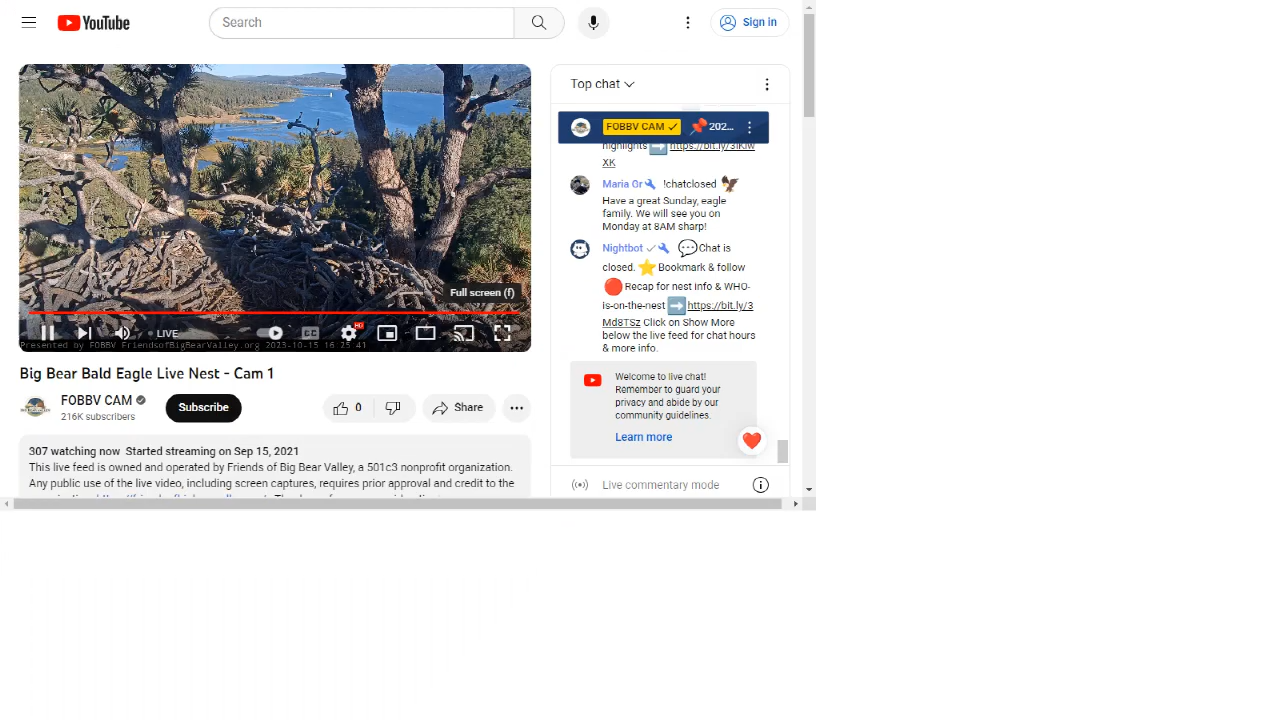 YouTube
Search
Sign in
Top chat
FOBBV CAM 202...
highlights https://bit.ly/3IKlw
XK
Maria Or !chatclosed
Have a great Sunday, eagle
family. We will see you on
Monday at 8AM sharp!
Nightbot Chat is
closed. Bookmark & follow
Recap for nest info & WHO-
is-on-the-nest https://bit.ly/3
Md8TSz Click on Show More
below the live feed for chat hours
& more info.
Welcome to live chat!
Remember to guard your
privacy and abide by our
community guidelines.
Learn more
Live commentary mode
Full screen (f)
LIVE
CC
HD
Presented by FOBBV FriendsofBigBearValley.org 2023-10-15 16 25 41
Big Bear Bald Eagle Live Nest - Cam 1
FOBBV CAM
216K subscribers
Subscribe
0
Share
307 watching now Started streaming on Sep 15, 2021
This live feed is owned and operated by Friends of Big Bear Valley, a 501c3 nonprofit organization.
Any public use of the live video, including screen captures, requires prior approval and credit to the